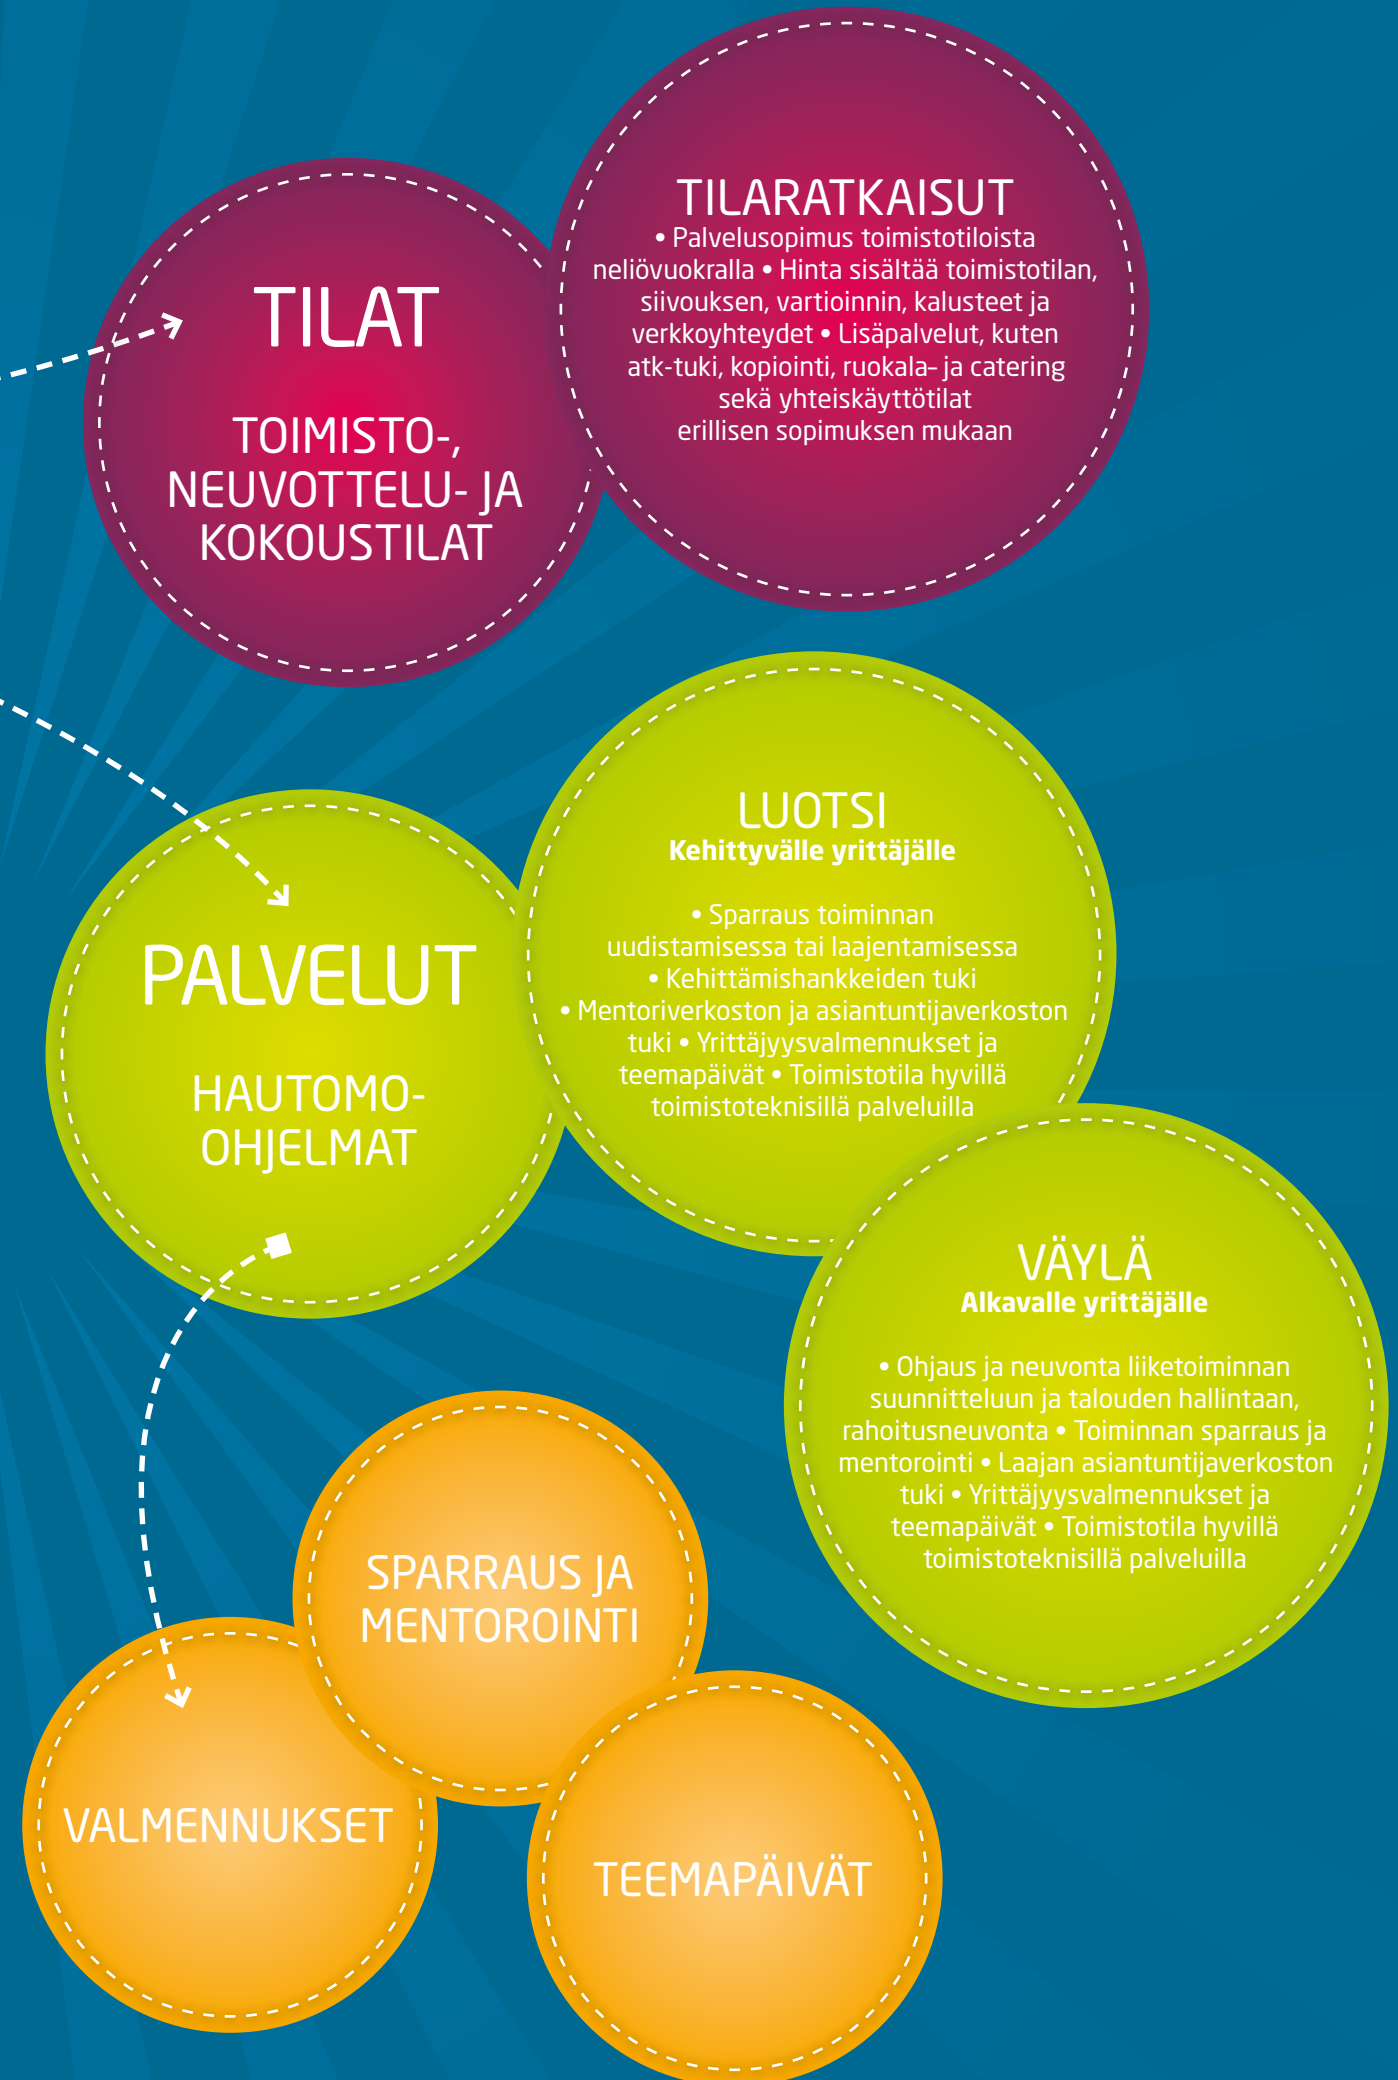 TILAT
TOIMISTO-,
NEUVOTTELU- JA
KOKOUSTILAT
TILARATKAISUT
• Palvelusopimus toimistotiloista
neliövuokralla • Hinta sisältää toimistotilan,
siivouksen, vartioinnin, kalusteet ja
verkkoyhteydet • Lisäpalvelut, kuten
atk-tuki, kopiointi, ruokala- ja catering
sekä yhteiskäyttötilat
erillisen sopimuksen mukaan
PALVELUT
HAUTOMO-
OHJELMAT
LUOTSI
Kehittyvälle yrittäjälle
• Sparraus toiminnan
uudistamisessa tai laajentamisessa
• Kehittämishankkeiden tuki
• Mentoriverkoston ja asiantuntijaverkoston
tuki • Yrittäjyysvalmennukset ja
teemapäivät • Toimistotila hyvillä
toimistoteknisillä palveluilla
VÄYLÄ
Alkavalle yrittäjälle
• Ohjaus ja neuvonta liiketoiminnan
suunnitteluun ja talouden hallintaan,
rahoitusneuvonta • Toiminnan sparraus ja
mentorointi • Laajan asiantuntijaverkoston
tuki • Yrittäjyysvalmennukset ja
teemapäivät • Toimistotila hyvillä
toimistoteknisillä palveluilla
SPARRAUS JA
MENTOROINTI
VALMENNUKSET
TEEMAPÄIVÄT